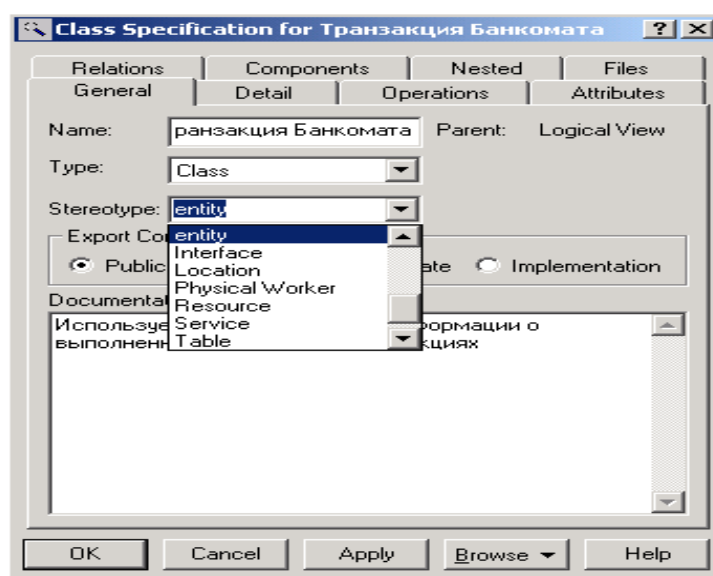 Class Specification for Транзакция Банкомата
Relations Components Nested Files
General Detail Operations Attributes
Name: ранзакция Банкомата Parent: Logical View
Type: Class
Stereotype: entity
entity
Interface
Location
Physical Worker
Resource
Service
Table
Export Co
Public ate Implementation
Documenta
Используе ормации о
выполнен кциях
OK Cancel Apply Browse Help